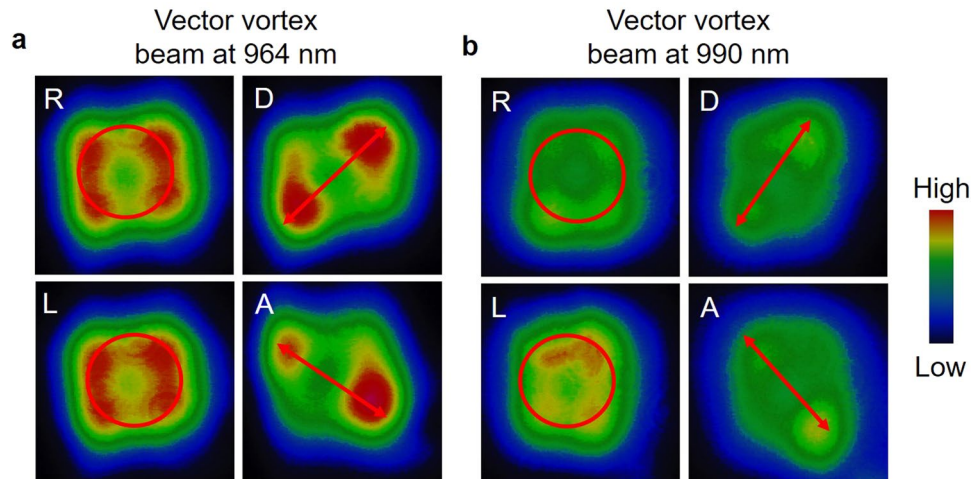 a
Vector vortex
beam at 964 nm
R
D
L
A
b
Vector vortex
beam at 990 nm
R
D
L
A
High
Low